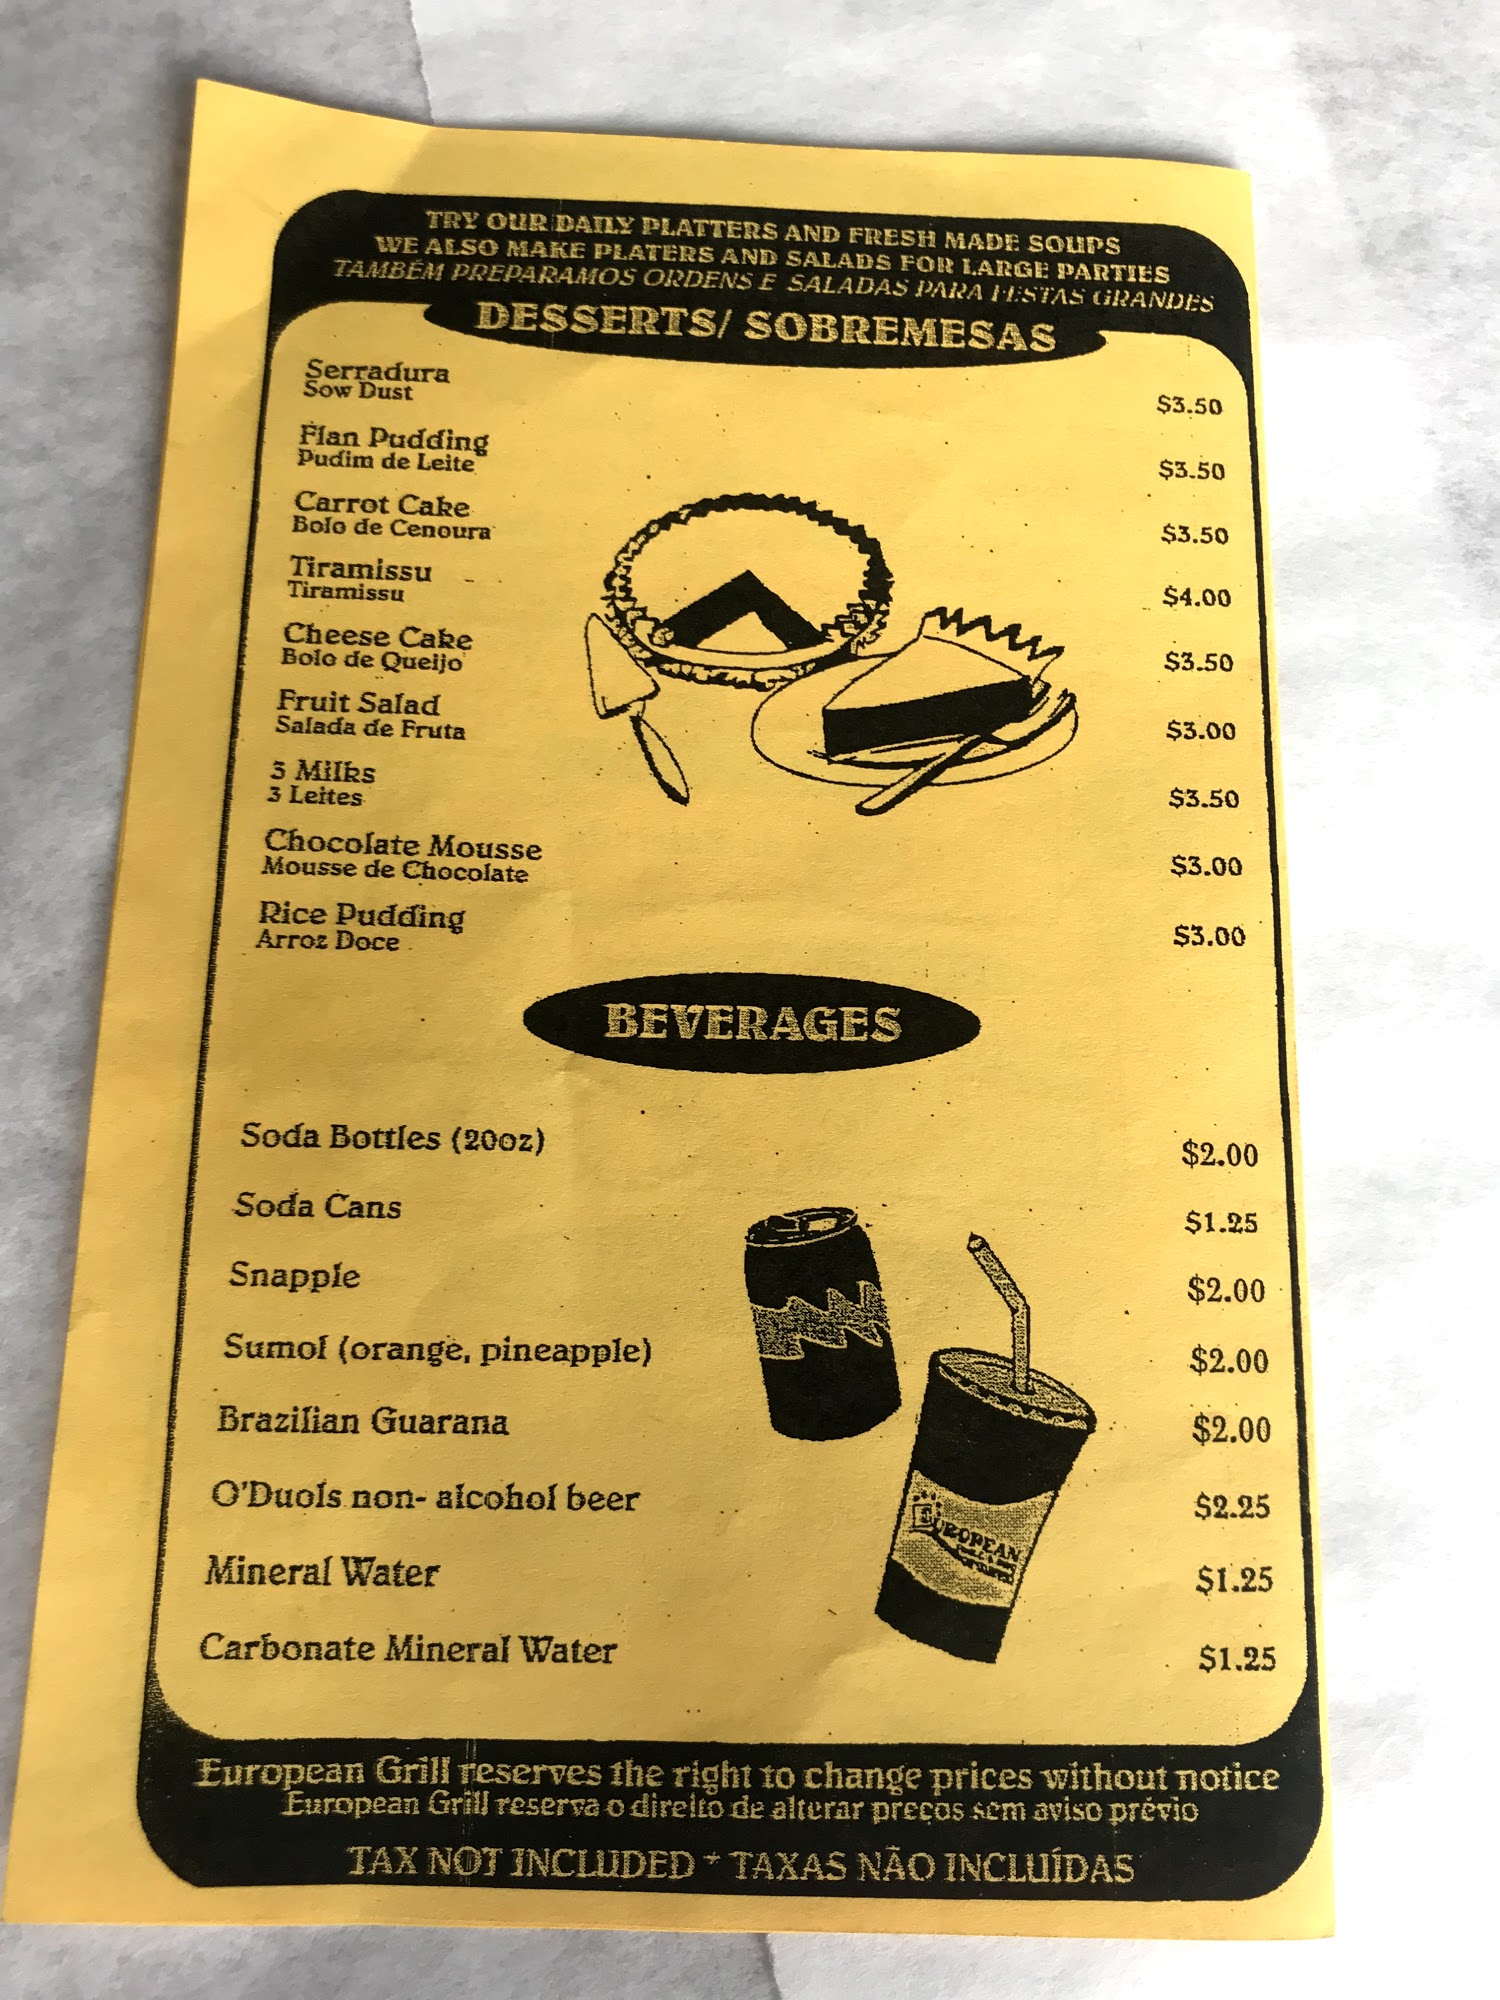 TRY OUR DAILY PLATTERS AND FRESH MADE SOUPS
WE ALSO MAKE PLATERS AND SALADS FOR LARGE PARTIES
TAMBÉM PREPARAMOS ORDENS E SALADAS PARA FESTAS GRANDES
DESSERTS/ SOBREMESAS
Serradura
Sow Dust $3.50
Flan Pudding
Pudim de Leite $3.50
Carrot Cake
Bolo de Cenoura $3.50
Tiramissu
Tiramissu $4.00
Cheese Cake
Bolo de Queijo $3.50
Fruit Salad
Salada de Fruta $3.00
3 Milks
3 Leites $3.50
Chocolate Mousse
Mousse de Chocolate $3.00
Rice Pudding
Arroz Doce $3.00
BEVERAGES
Soda Bottles (20oz) $2.00
Soda Cans $1.25
Snapple $2.00
Sumol (orange, pineapple) $2.00
Brazilian Guarana $2.00
O'Duols non- alcohol beer $2.25
EUROPEAN
Mineral Water $1.25
Carbonate Mineral Water $1.25
European Grill reserves the right to change prices without notice
European Grill reserva o direito de alterar preços sem aviso prévio
TAX NOT INCLUDED * TAXAS NÃO INCLUÍDAS